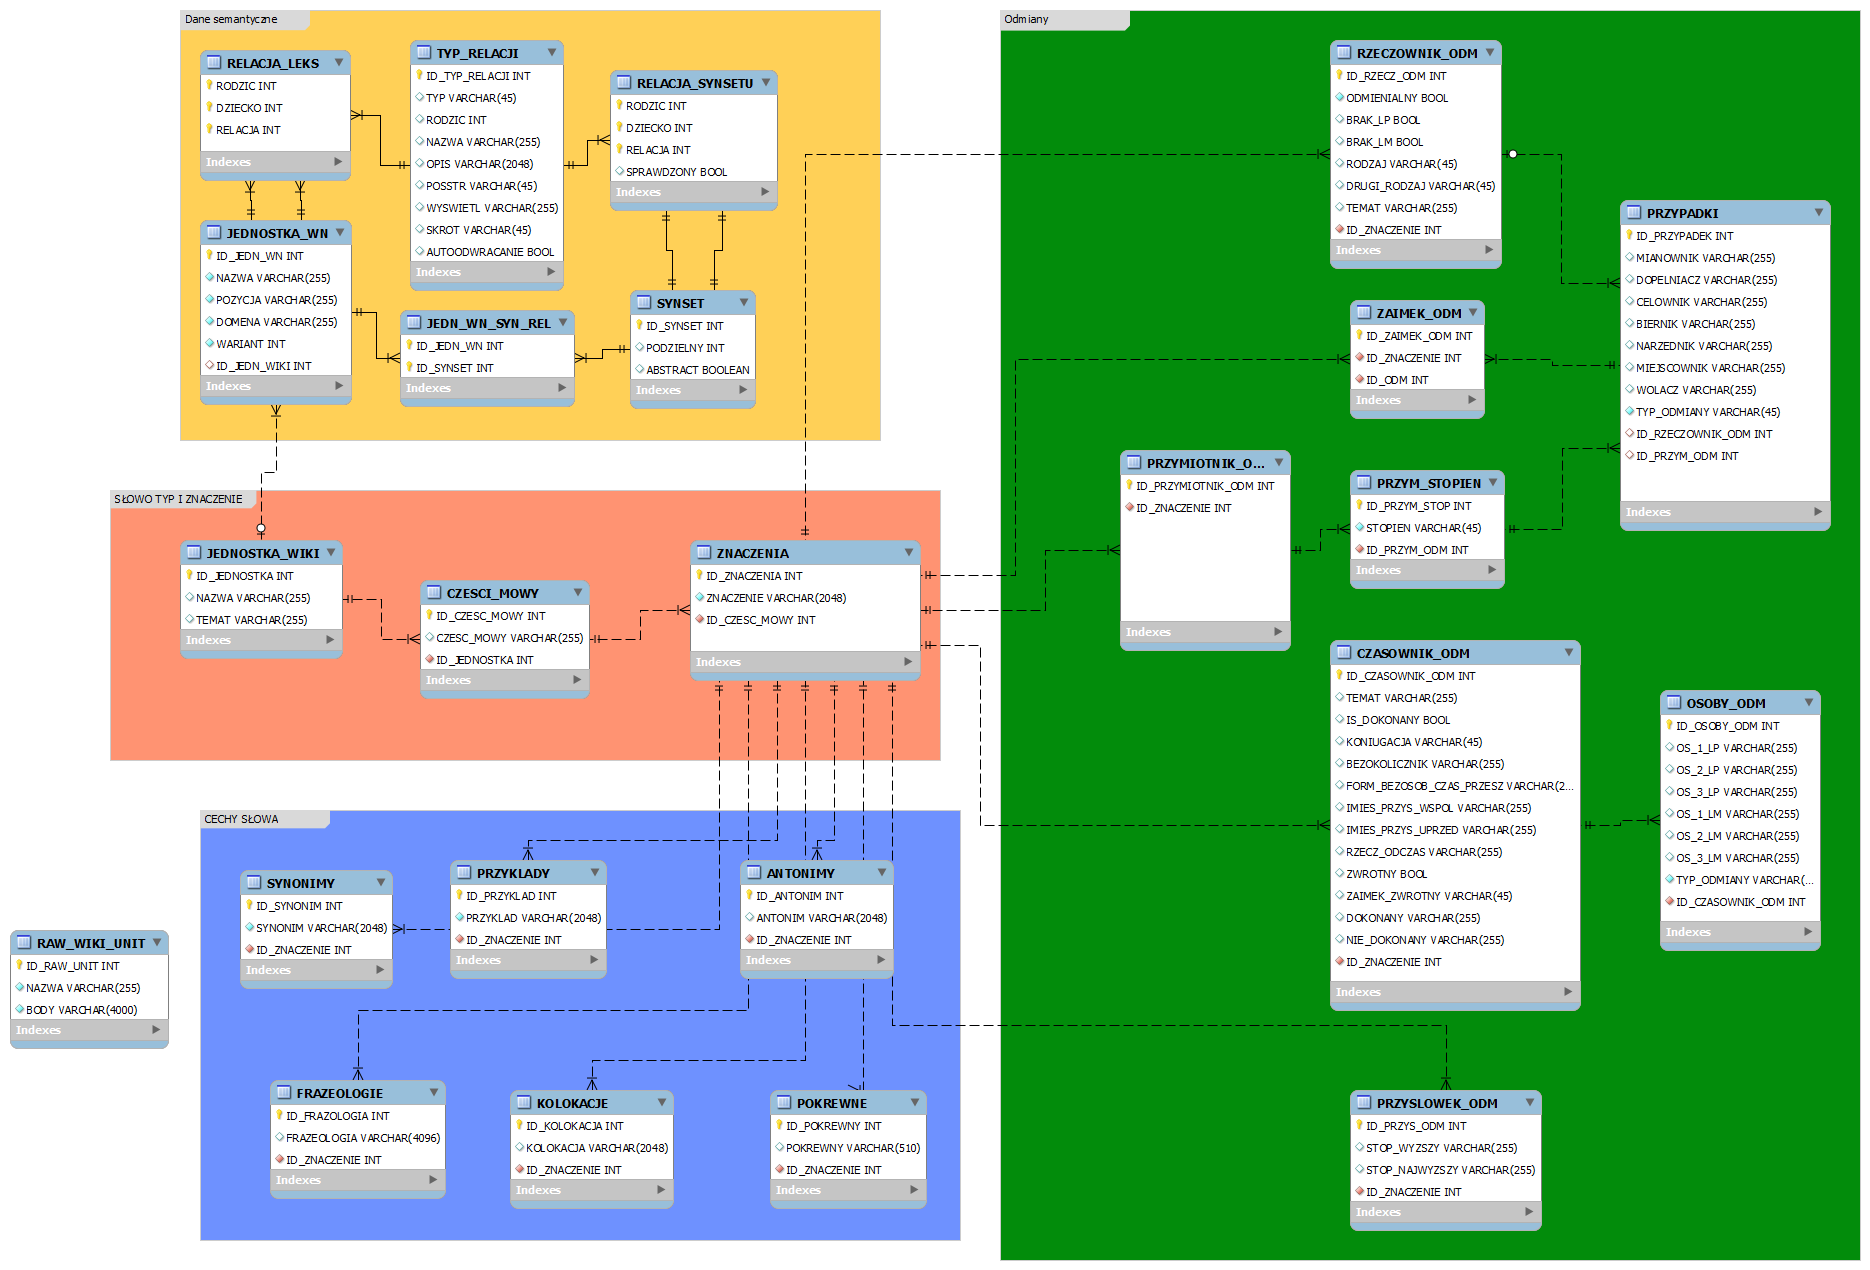 Dane semantyczne
RELACJA_LEKS
RODZIC INT
DZIECKO INT
RELACJA INT
Indexes
TYP_RELACJI
ID_TYP_RELACJI INT
TYP VARCHAR(45)
RODZIC INT
NAZWA VARCHAR(255)
OPIS VARCHAR(2048)
POSSTR VARCHAR(45)
WYSWIETL VARCHAR(255)
SKROT VARCHAR(45)
AUTOODWRACANIE BOOL
Indexes
RELACJA_SYNSETU
RODZIC INT
DZIECKO INT
RELACJA INT
SPRAWDZONY BOOL
Indexes
JEDNOSTKA_WN
ID_JEDN_WN INT
NAZWA VARCHAR(255)
POZYCJA VARCHAR(255)
DOMENA VARCHAR(255)
WARIANT INT
ID_JEDN_WIKI INT
Indexes
JEDN_WN_SYN_REL
ID_JEDN_WN INT
ID_SYNSET INT
Indexes
SYNSET
ID_SYNSET INT
PODZIELNY INT
ABSTRACT BOOLEAN
Indexes
SŁOWO TYP I ZNACZENIE
JEDNOSTKA_WIKI
ID_JEDNOSTKA INT
NAZWA VARCHAR(255)
TEMAT VARCHAR(255)
Indexes
CZESCI_MOWY
ID_CZESC_MOWY INT
CZESC_MOWY VARCHAR(255)
ID_JEDNOSTKA INT
Indexes
ZNACZENIA
ID_ZNACZENIA INT
ZNACZENIE VARCHAR(2048)
ID_CZESC_MOWY INT
Indexes
CECHY SŁOWA
SYNONIMY
ID_SYNONIM INT
SYNONIM VARCHAR(2048)
ID_ZNACZENIE INT
Indexes
PRZYKLADY
ID_PRZYKLAD INT
PRZYKLAD VARCHAR(2048)
ID_ZNACZENIE INT
Indexes
ANTONIMY
ID_ANTONIM INT
ANTONIM VARCHAR(2048)
ID_ZNACZENIE INT
Indexes
RAW_WIKI_UNIT
ID_RAW_UNIT INT
NAZWA VARCHAR(255)
BODY VARCHAR(4000)
Indexes
FRAZEOLOGIE
ID_FRAZOLOGIA INT
FRAZEOLOGIA VARCHAR(4096)
ID_ZNACZENIE INT
Indexes
KOLOKACJE
ID_KOLOKACJA INT
KOLOKACJA VARCHAR(2048)
ID_ZNACZENIE INT
Indexes
POKREWNE
ID_POKREWNY INT
POKREWNY VARCHAR(510)
ID_ZNACZENIE INT
Indexes
Odmiany
RZECZOWNIK_ODM
ID_RZECZ_ODM INT
ODMIENIALNY BOOL
BRAK_LP BOOL
BRAK_LM BOOL
RODZAJ VARCHAR(45)
DRUGI_RODZAJ VARCHAR(45)
TEMAT VARCHAR(255)
ID_ZNACZENIE INT
Indexes
PRZYPADKI
ID_PRZYPADEK INT
MIANOWNIK VARCHAR(255)
DOPELNIACZ VARCHAR(255)
CELOWNIK VARCHAR(255)
BIERNIK VARCHAR(255)
NARZEDNIK VARCHAR(255)
MIEJSCOWNIK VARCHAR(255)
WOLACZ VARCHAR(255)
TYP_ODMIANY VARCHAR(45)
ID_RZECZOWNIK_ODM INT
ID_PRZYM_ODM INT
Indexes
ZAIMEK_ODM
ID_ZAIMEK_ODM INT
ID_ZNACZENIE INT
ID_ODM INT
Indexes
PRZYMIOTNIK_O...
ID_PRZYMIOTNIK_ODM INT
ID_ZNACZENIE INT
Indexes
PRZYM_STOPIEN
ID_PRZYM_STOP INT
STOPIEN VARCHAR(45)
ID_PRZYM_ODM INT
Indexes
CZASOWNIK_ODM
ID_CZASOWNIK_ODM INT
TEMAT VARCHAR(255)
IS_DOKONANY BOOL
KONIUGACJA VARCHAR(45)
BEZOKOLICZNIK VARCHAR(255)
FORM_BEZOSOB_CZAS_PRZESZ VARCHAR(2...
IMIES_PRZYS_WSPOL VARCHAR(255)
IMIES_PRZYS_UPRZED VARCHAR(255)
RZECZ_ODCZAS VARCHAR(255)
ZWROTNY BOOL
ZAIMEK_ZWROTNY VARCHAR(45)
DOKONANY VARCHAR(255)
NIE_DOKONANY VARCHAR(255)
ID_ZNACZENIE INT
Indexes
OSOBY_ODM
ID_OSOBY_ODM INT
OS_1_LP VARCHAR(255)
OS_2_LP VARCHAR(255)
OS_3_LP VARCHAR(255)
OS_1_LM VARCHAR(255)
OS_2_LM VARCHAR(255)
OS_3_LM VARCHAR(255)
TYP_ODMIANY VARCHAR(...
ID_CZASOWNIK_ODM INT
Indexes
PRZYSLOWEK_ODM
ID_PRZYS_ODM INT
STOP_WYZSZY VARCHAR(255)
STOP_NAJWYZSZY VARCHAR(255)
ID_ZNACZENIE INT
Indexes